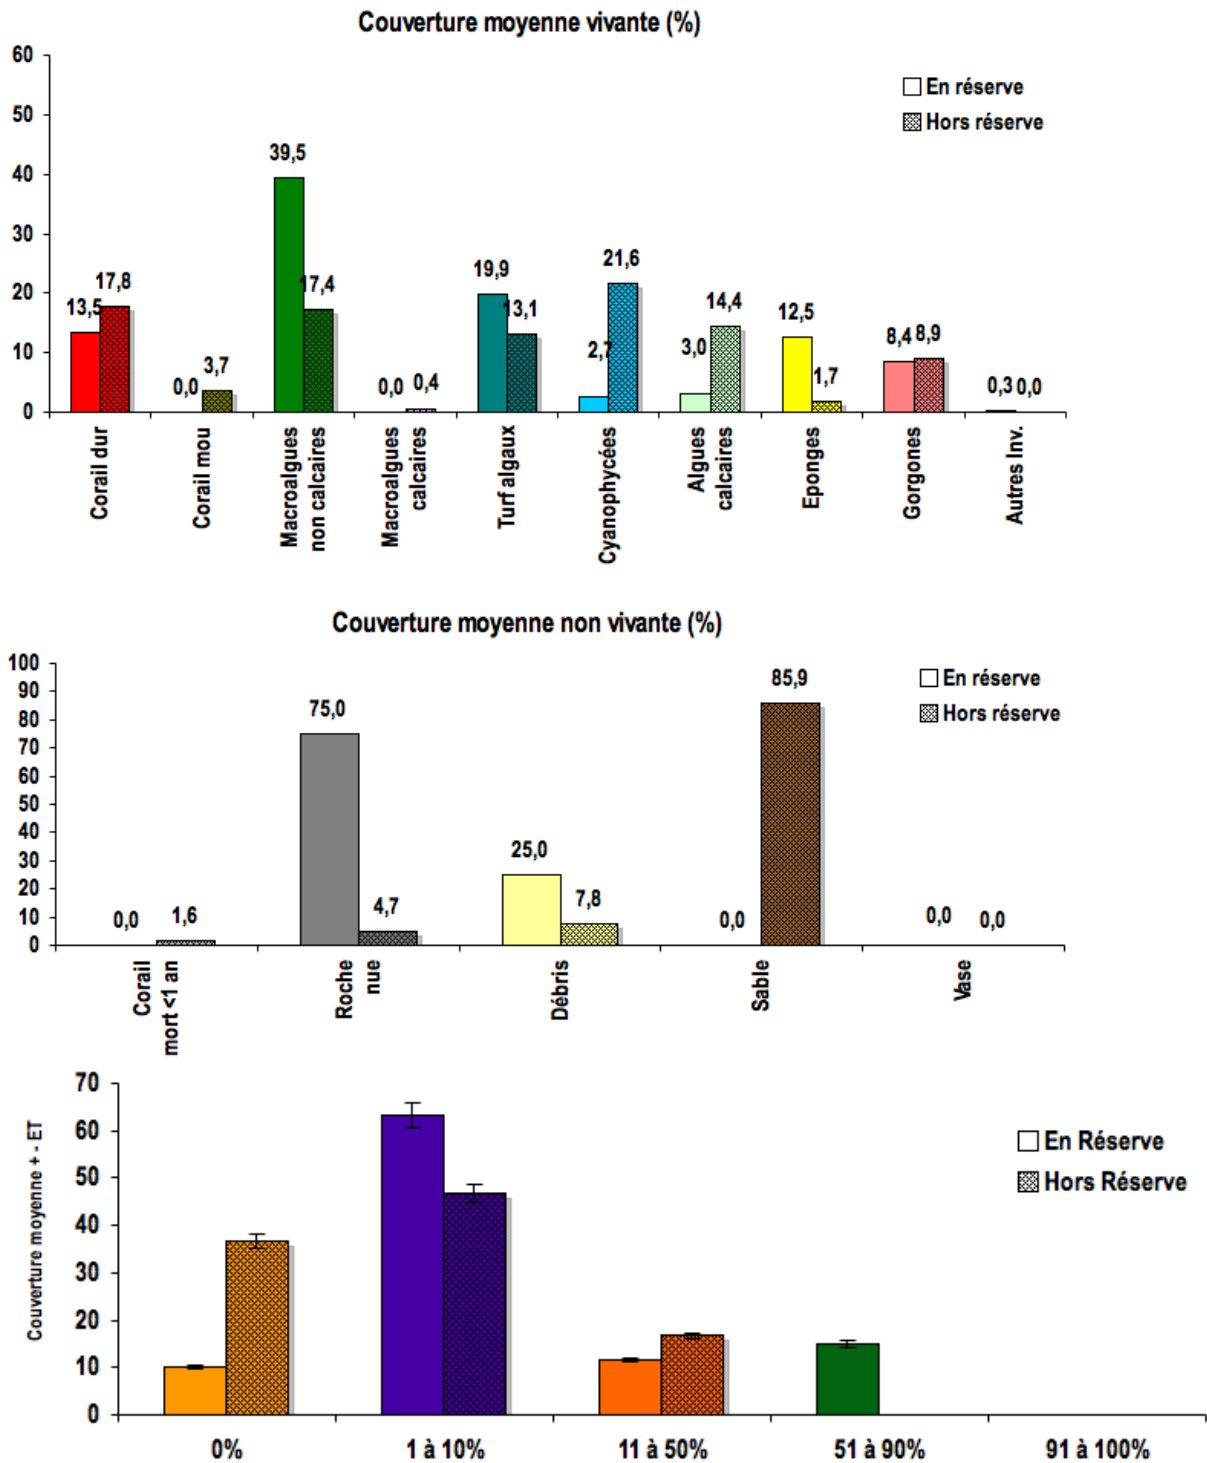 Couverture moyenne vivante (%)
60
50
40
30
20
10
0
En réserve
Hors réserve
13,5
17,8
0,0
3,7
39,5
17,4
0,0
0,4
19,9
13,1
2,7
21,6
3,0
14,4
12,5
1,7
8,4
8,9
0,3
0,0
Corail dur
Corail mou
Macroalgues
non calcaires
Macroalgues
calcaires
Turf algaux
Cyanophycées
Algues
calcaires
Eponges
Gorgones
Autres Inv.
Couverture moyenne non vivante (%)
100
90
80
70
60
50
40
30
20
10
0
En réserve
Hors réserve
0,0
1,6
75,0
4,7
25,0
7,8
0,0
85,9
0,0
0,0
Corail
mort <1 an
Roche
nue
Débris
Sable
Vase
Couverture moyenne + - ET
70
60
50
40
30
20
10
0
En Réserve
Hors Réserve
0%
1 à 10%
11 à 50%
51 à 90%
91 à 100%